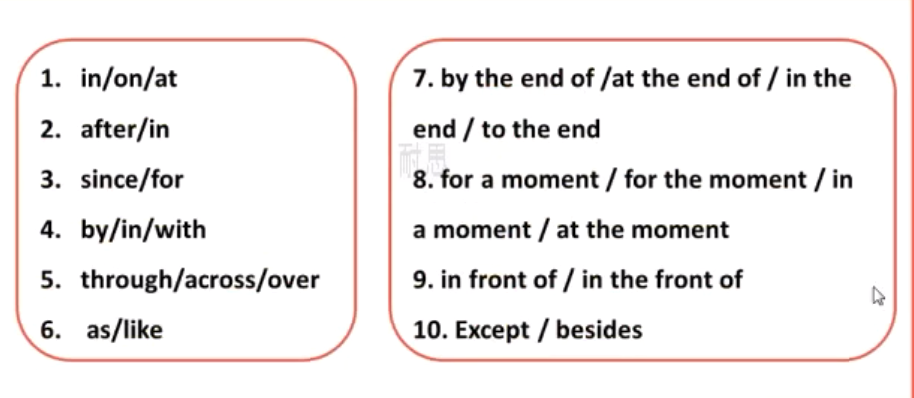 1. in/on/at
2. after/in
3. since/for
4. by/in/with
5. through/across/over
6. as/like
7. by the end of /at the end of / in the
end / to the end
耐思
8. for a moment / for the moment / in
a moment / at the moment
9. in front of / in the front of
10. Except / besides